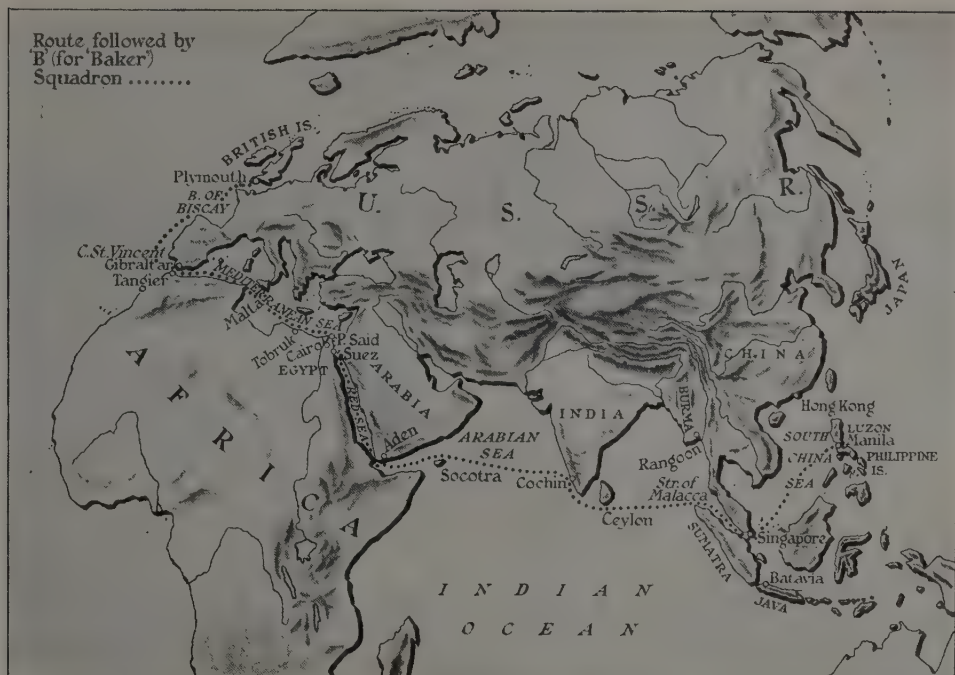 Route followed by
'B' (for 'Baker')
Squadron ........
BRITISH IS.
Plymouth
B. OF
BISCAY
U. S. S. R.
C. St. Vincent
Gibraltar
Tangier
MEDITERRANEAN SEA
Malta
Tobruk
Cairo
P. Said
Suez
EGYPT
ARABIA
RED SEA
Aden
AFRICA
ARABIAN
SEA
Socotra
INDIA
Cochin
Ceylon
BURMA
Rangoon
Str. of
Malacca
CHINA
JAPAN
Hong Kong
SOUTH
CHINA
SEA
LUZON
Manila
PHILIPPINE
IS.
Singapore
SUMATRA
Batavia
JAVA
INDIAN
OCEAN